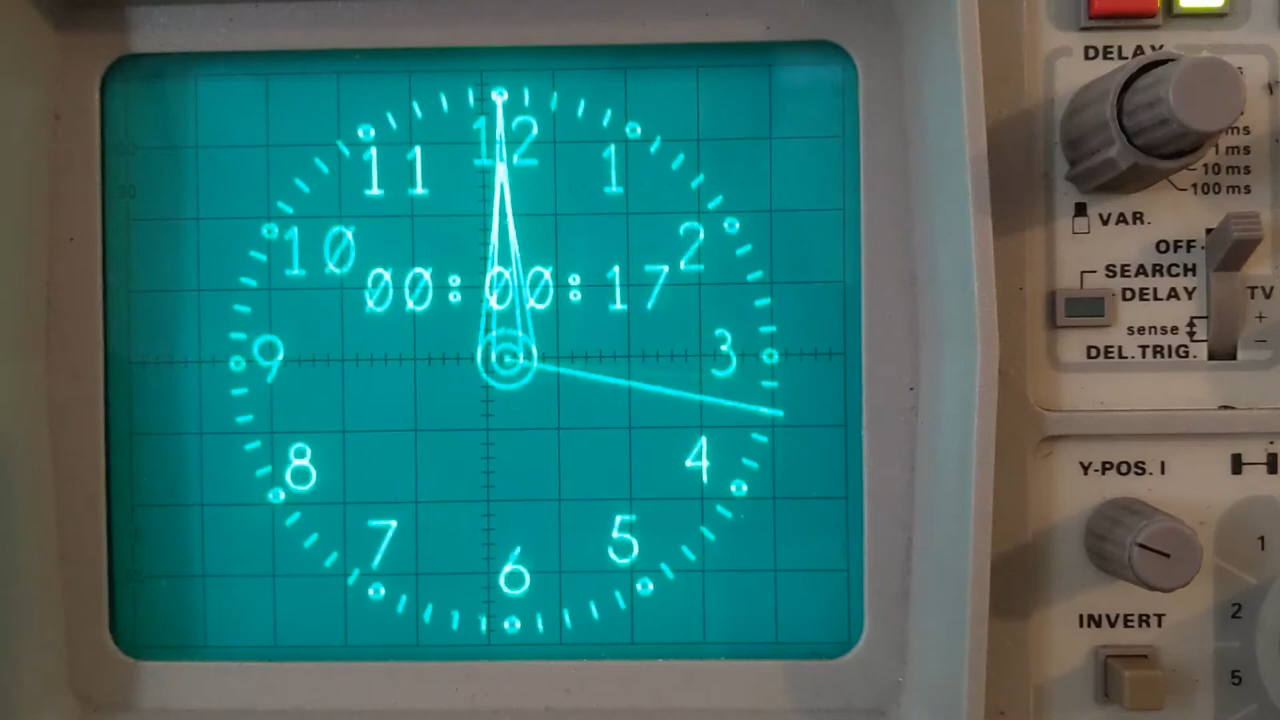 12
11
1
10
2
00:00:17
9
3
8
4
7
5
6
DELAY
ms
1 ms
10 ms
100 ms
VAR.
OFF
SEARCH
DELAY
TV
+
sense
−
DEL.TRIG.
Y-POS. I
1
2
INVERT
5